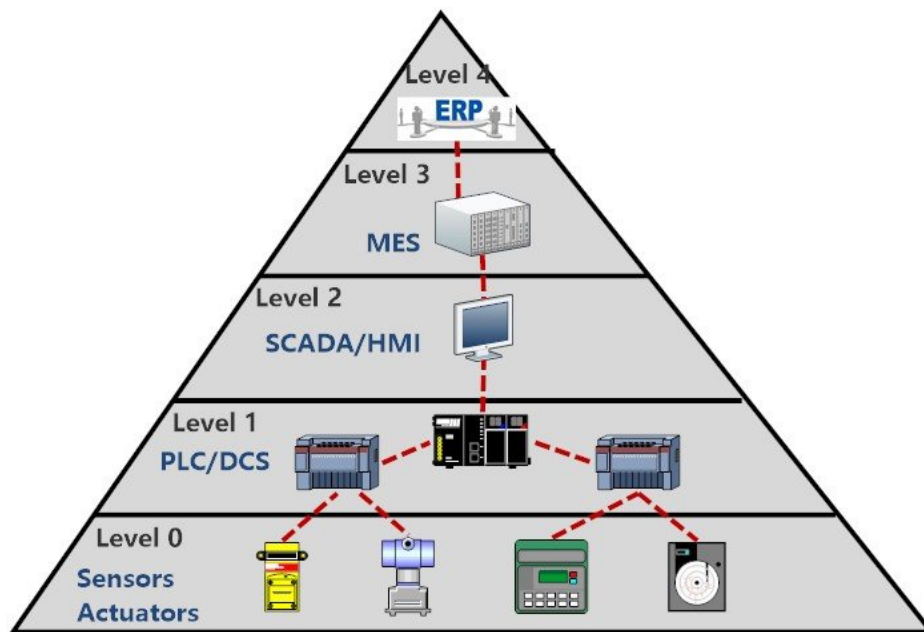 Level 4
ERP
Level 3
MES
Level 2
SCADA/HMI
Level 1
PLC/DCS
Level 0
Sensors
Actuators